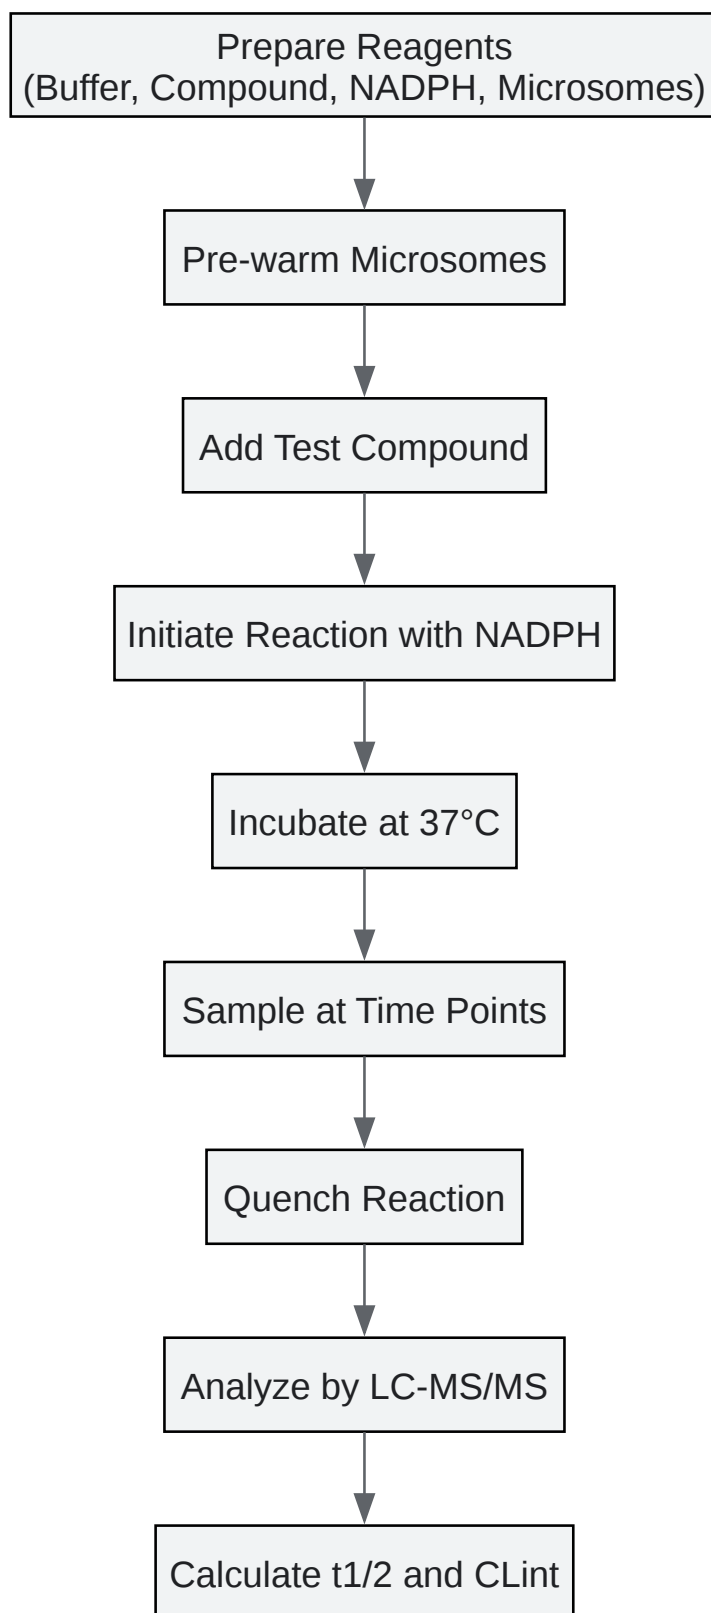 Prepare Reagents
(Buffer, Compound, NADPH, Microsomes)
Pre-warm Microsomes
Add Test Compound
Initiate Reaction with NADPH
Incubate at 37°C
Sample at Time Points
Quench Reaction
Analyze by LC-MS/MS
Calculate t1/2 and CLint